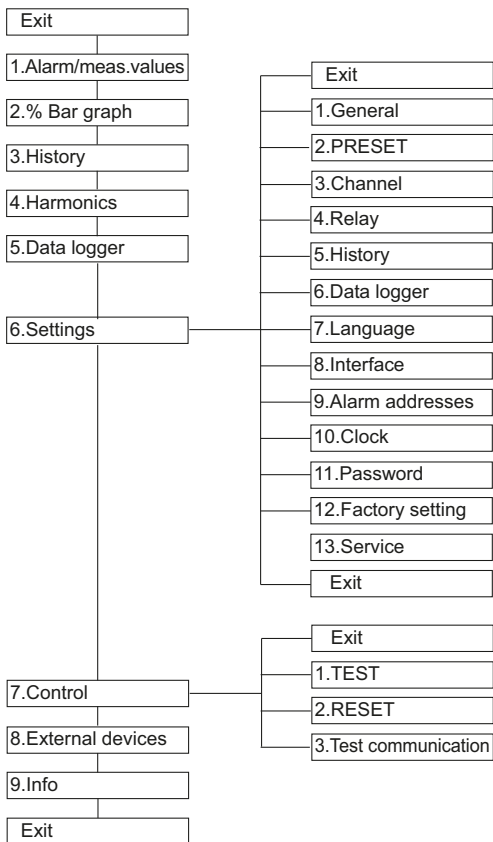 Exit
1.Alarm/meas.values
2.% Bar graph
3.History
4.Harmonics
5.Data logger
6.Settings
Exit
1.General
2.PRESET
3.Channel
4.Relay
5.History
6.Data logger
7.Language
8.Interface
9.Alarm addresses
10.Clock
11.Password
12.Factory setting
13.Service
Exit
7.Control
Exit
1.TEST
2.RESET
3.Test communication
8.External devices
9.Info
Exit